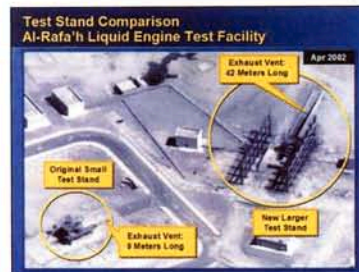 Test Stand Comparison
Al-Rafa'h Liquid Engine Test Facility
Exhaust Vent:
42 Meters Long
Apr 2002
Original Small
Test Stand
Exhaust Vent:
9 Meters Long
New Larger
Test Stand